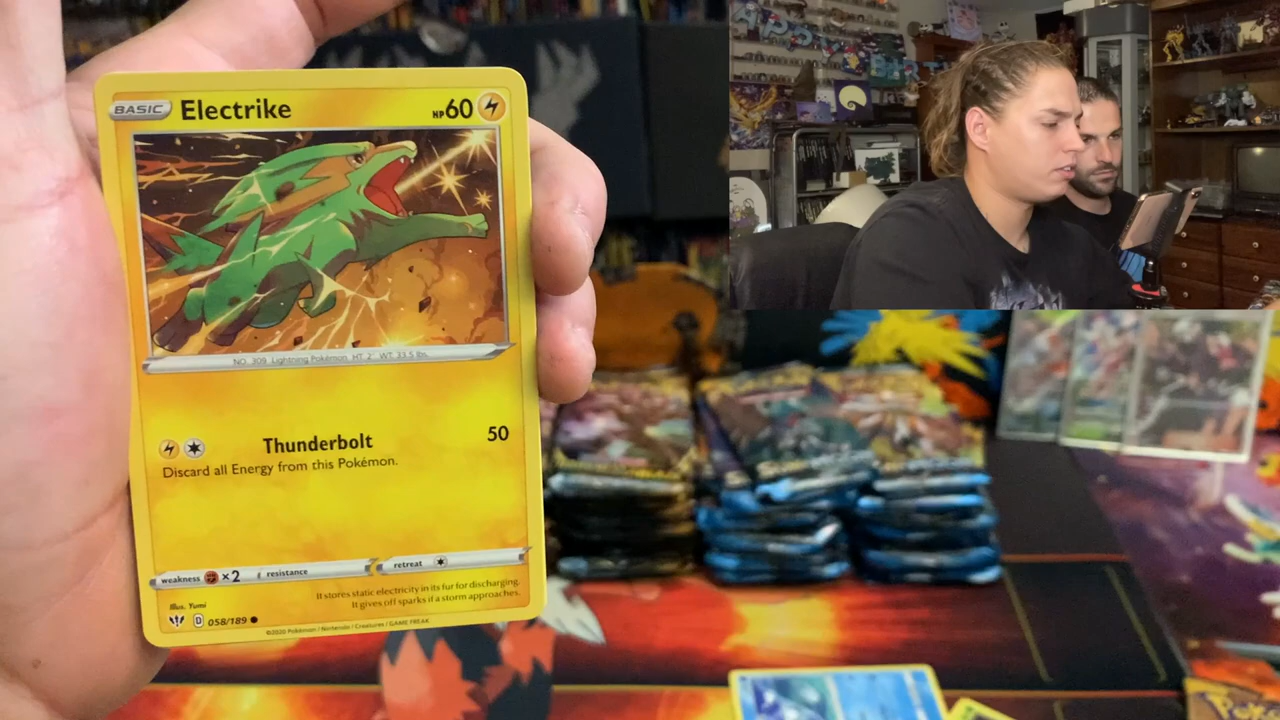 BASIC Electrike HP 60
NO. 309 Lightning Pokémon HT. 2' WT. 33.5 lbs.
Thunderbolt 50
Discard all Energy from this Pokémon.
weakness ×2 resistance retreat
It stores static electricity in its fur for discharging.
It gives off sparks if a storm approaches.
Illus. Yumi
D 058/189
©2020 Pokémon / Nintendo / Creatures / GAME FREAK